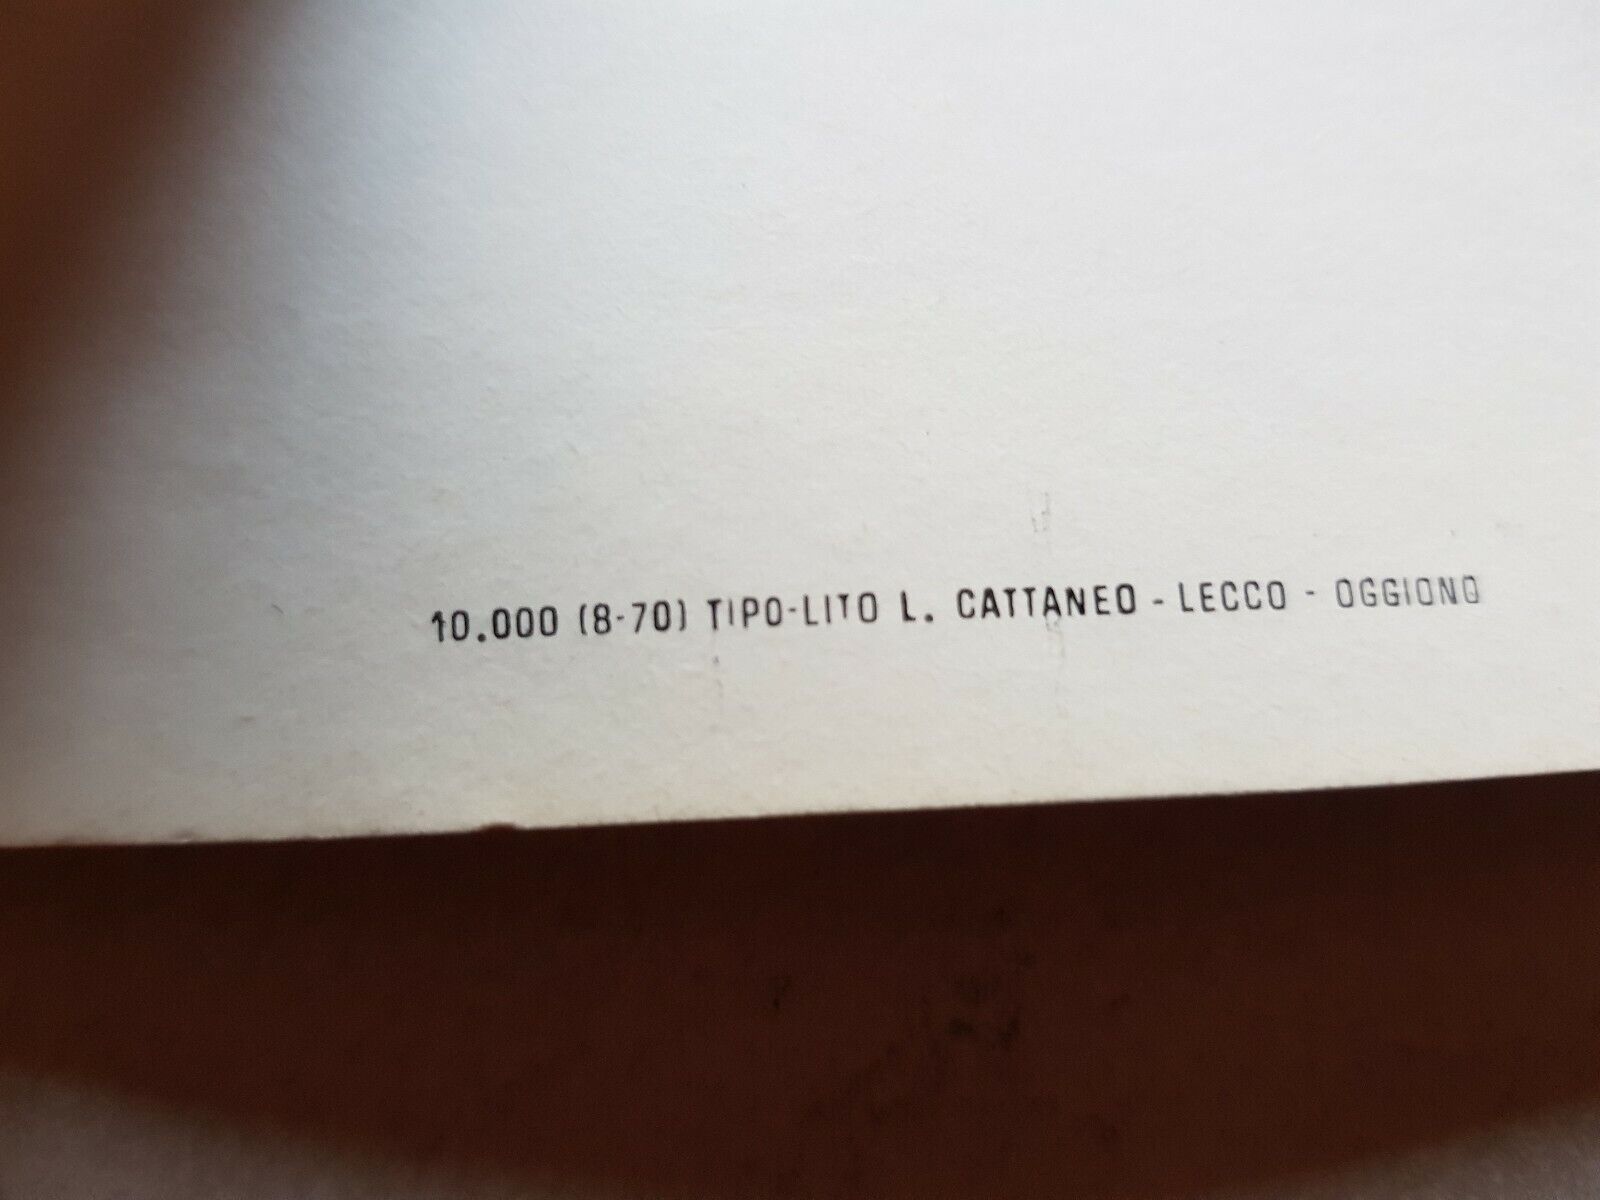 10.000 (8-70) TIPO-LITO L. CATTANEO - LECCO - OGGIONO